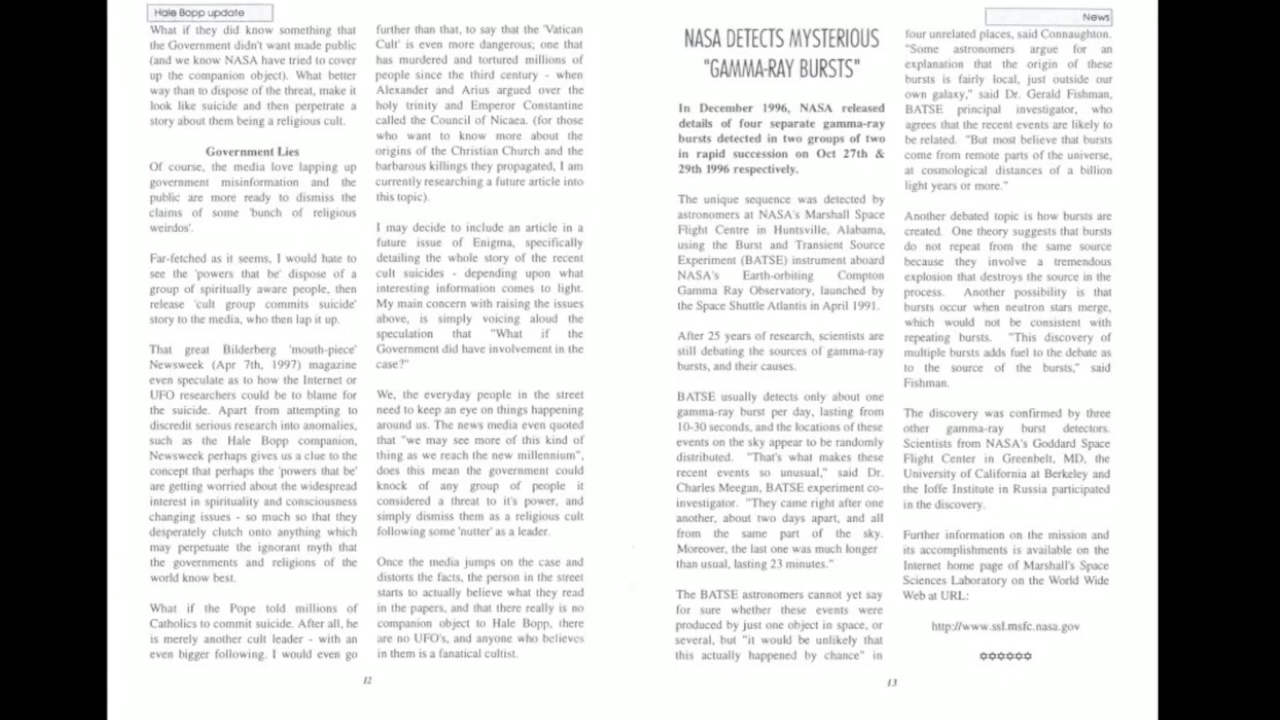 Hale Bopp update
What if they did know something that
the Government didn't want made public
(and we know NASA have tried to cover
up the companion object). What better
way than to dispose of the threat, make it
look like suicide and then perpetrate a
story about them being a religious cult.
Government Lies
Of course, the media love lapping up
government misinformation and the
public are more ready to dismiss the
claims of some 'bunch of religious
weirdos'.
Far-fetched as it seems, I would hate to
see the 'powers that be' dispose of a
group of spiritually aware people, then
release 'cult group commits suicide'
story to the media, who then lap it up.
That great Bilderberg 'mouth-piece'
Newsweek (Apr 7th, 1997) magazine
even speculate as to how the Internet or
UFO researchers could be to blame for
the suicide. Apart from attempting to
discredit serious research into anomalies,
such as the Hale Bopp companion,
Newsweek perhaps gives us a clue to the
concept that perhaps the 'powers that be'
are getting worried about the widespread
interest in spirituality and consciousness
changing issues - so much so that they
desperately clutch onto anything which
may perpetuate the ignorant myth that
the governments and religions of the
world know best.
What if the Pope told millions of
Catholics to commit suicide. After all, he
is merely another cult leader - with an
even bigger following. I would even go
further than that, to say that the 'Vatican
Cult' is even more dangerous; one that
has murdered and tortured millions of
people since the third century - when
Alexander and Arius argued over the
holy trinity and Emperor Constantine
called the Council of Nicaea. (for those
who want to know more about the
origins of the Christian Church and the
barbarous killings they propagated, I am
currently researching a future article into
this topic).
I may decide to include an article in a
future issue of Enigma, specifically
detailing the whole story of the recent
cult suicides - depending upon what
interesting information comes to light.
My main concern with raising the issues
above, is simply voicing aloud the
speculation that "What if the
Government did have involvement in the
case?"
We, the everyday people in the street
need to keep an eye on things happening
around us. The news media even quoted
that "we may see more of this kind of
thing as we reach the new millennium",
does this mean the government could
knock of any group of people it
considered a threat to it's power, and
simply dismiss them as a religious cult
following some 'nutter' as a leader.
Once the media jumps on the case and
distorts the facts, the person in the street
starts to actually believe what they read
in the papers, and that there really is no
companion object to Hale Bopp, there
are no UFO's, and anyone who believes
in them is a fanatical cultist.
12
News
NASA DETECTS MYSTERIOUS
"GAMMA-RAY BURSTS"
In December 1996, NASA released
details of four separate gamma-ray
bursts detected in two groups of two
in rapid succession on Oct 27th &
29th 1996 respectively.
The unique sequence was detected by
astronomers at NASA's Marshall Space
Flight Centre in Huntsville, Alabama,
using the Burst and Transient Source
Experiment (BATSE) instrument aboard
NASA's Earth-orbiting Compton
Gamma Ray Observatory, launched by
the Space Shuttle Atlantis in April 1991.
After 25 years of research, scientists are
still debating the sources of gamma-ray
bursts, and their causes.
BATSE usually detects only about one
gamma-ray burst per day, lasting from
10-30 seconds, and the locations of these
events on the sky appear to be randomly
distributed. "That's what makes these
recent events so unusual," said Dr.
Charles Meegan, BATSE experiment co-
investigator. "They came right after one
another, about two days apart, and all
from the same part of the sky.
Moreover, the last one was much longer
than usual, lasting 23 minutes."
The BATSE astronomers cannot yet say
for sure whether these events were
produced by just one object in space, or
several, but "it would be unlikely that
this actually happened by chance" in
four unrelated places, said Connaughton.
"Some astronomers argue for an
explanation that the origin of these
bursts is fairly local, just outside our
own galaxy," said Dr. Gerald Fishman,
BATSE principal investigator, who
agrees that the recent events are likely to
be related. "But most believe that bursts
come from remote parts of the universe,
at cosmological distances of a billion
light years or more."
Another debated topic is how bursts are
created. One theory suggests that bursts
do not repeat from the same source
because they involve a tremendous
explosion that destroys the source in the
process. Another possibility is that
bursts occur when neutron stars merge,
which would not be consistent with
repeating bursts. "This discovery of
multiple bursts adds fuel to the debate as
to the source of the bursts," said
Fishman.
The discovery was confirmed by three
other gamma-ray burst detectors.
Scientists from NASA's Goddard Space
Flight Center in Greenbelt, MD, the
University of California at Berkeley and
the Ioffe Institute in Russia participated
in the discovery.
Further information on the mission and
its accomplishments is available on the
Internet home page of Marshall's Space
Sciences Laboratory on the World Wide
Web at URL:
http://www.ssl.msfc.nasa.gov
✡✡✡✡✡✡
13